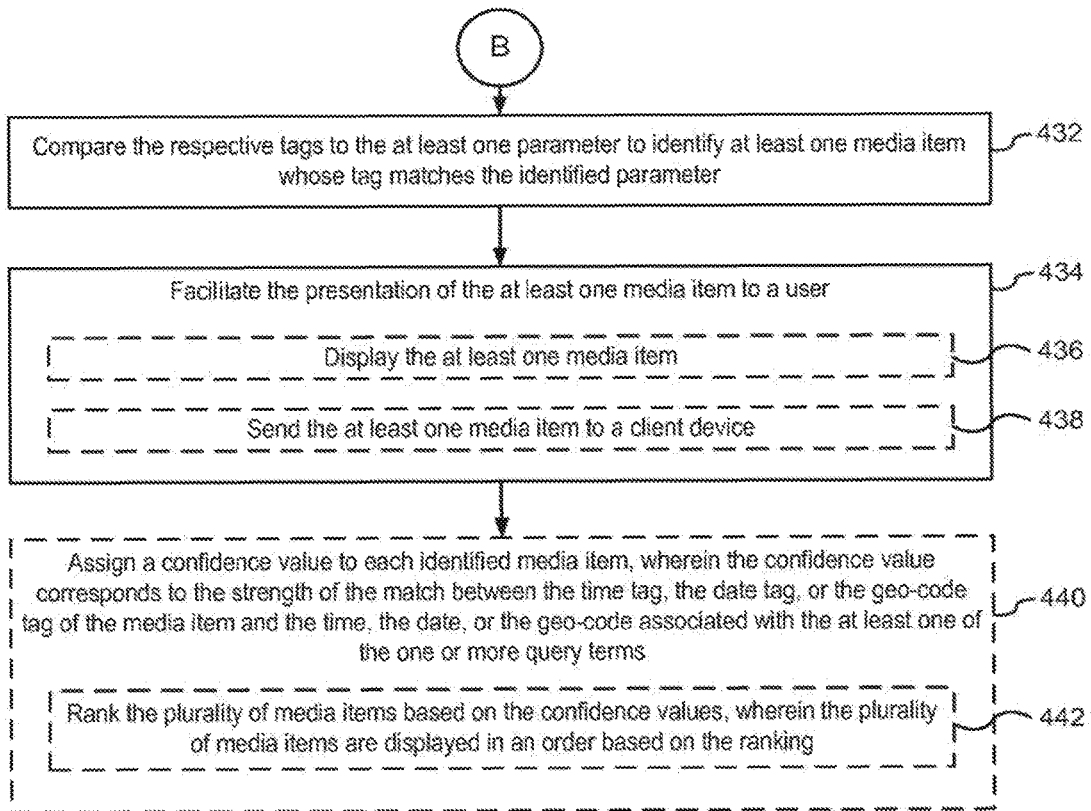 B
Compare the respective tags to the at least one parameter to identify at least one media item
whose tag matches the identified parameter
432
Facilitate the presentation of the at least one media item to a user
434
Display the at least one media item
436
Send the at least one media item to a client device
438
Assign a confidence value to each identified media item, wherein the confidence value
corresponds to the strength of the match between the time tag, the date tag, or the geo-code
tag of the media item and the time, the date, or the geo-code associated with the at least one of
the one or more query terms
440
Rank the plurality of media items based on the confidence values, wherein the plurality
of media items are displayed in an order based on the ranking
442